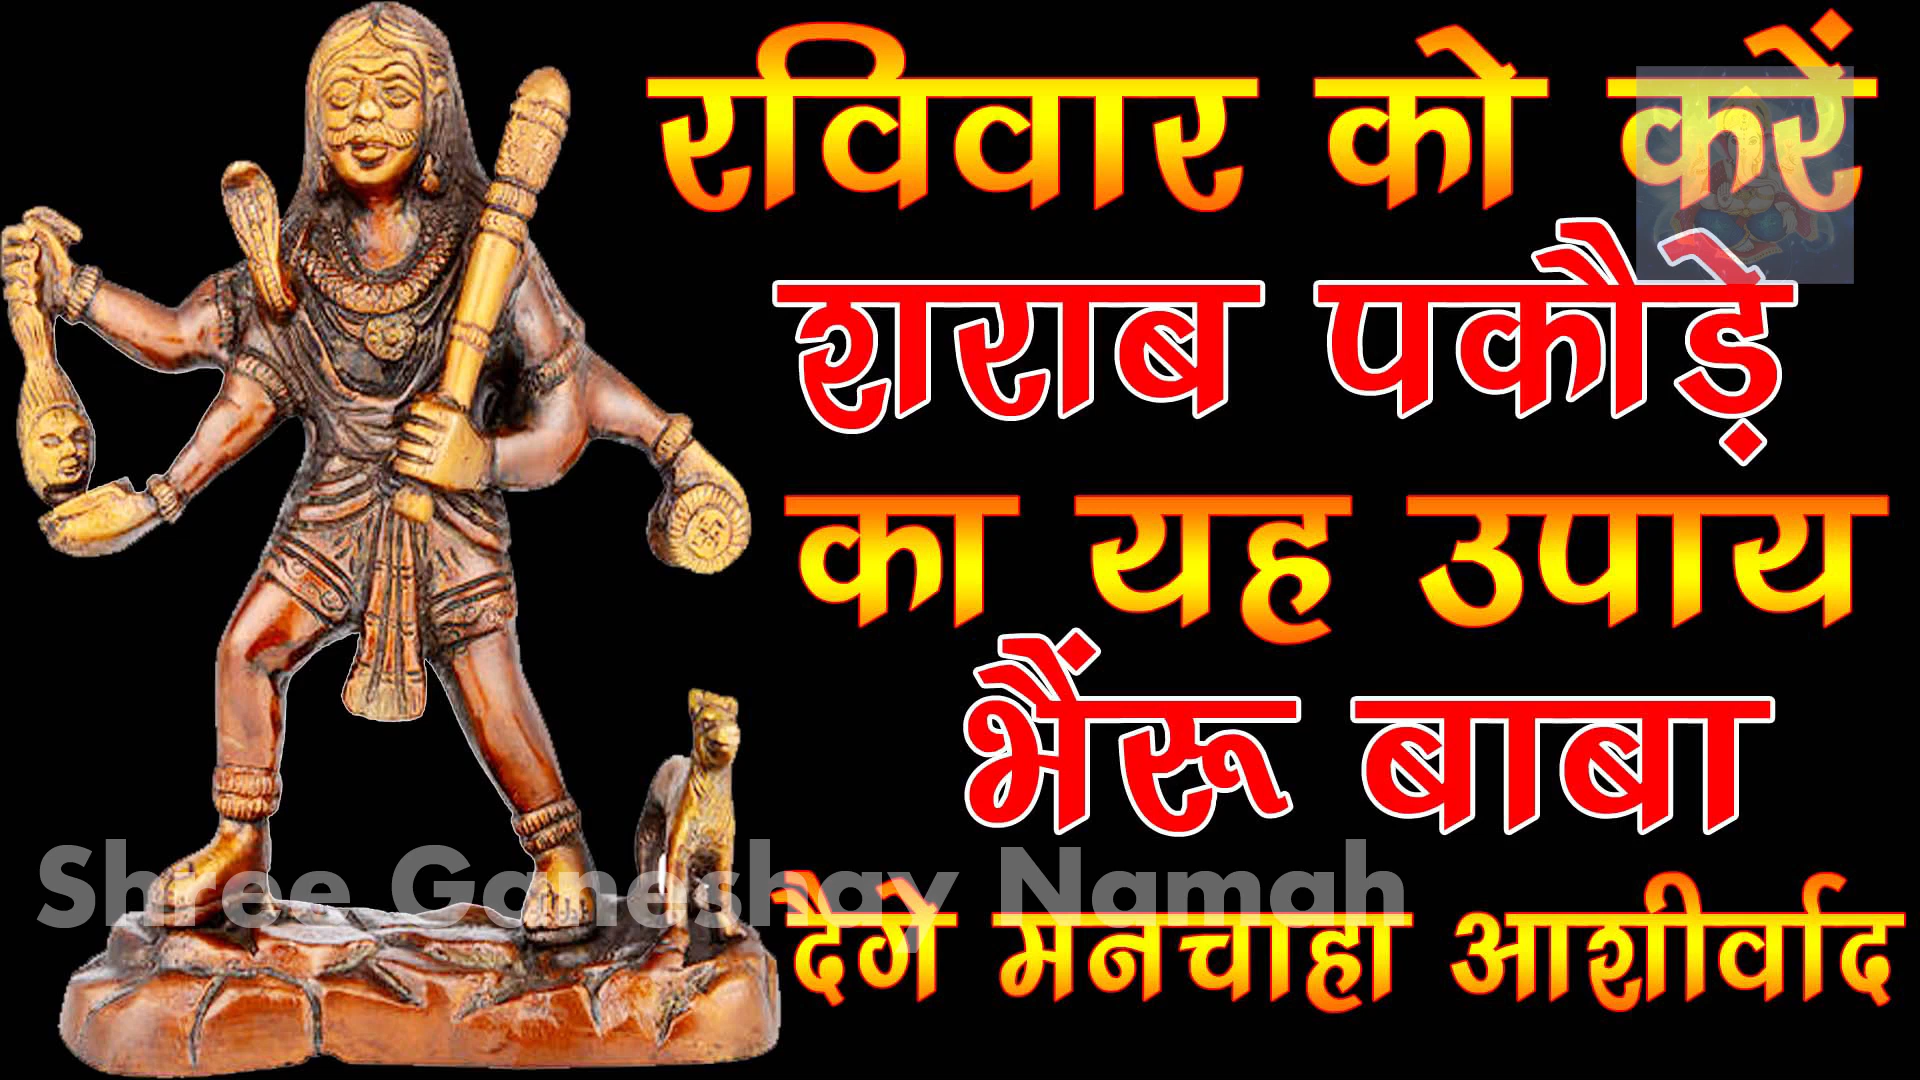 रविवार को करें
शराब पकौड़े
का यह उपाय
भैंरू बाबा
दैगे मनचाहा आशीर्वाद
Shree Ganeshay Namah